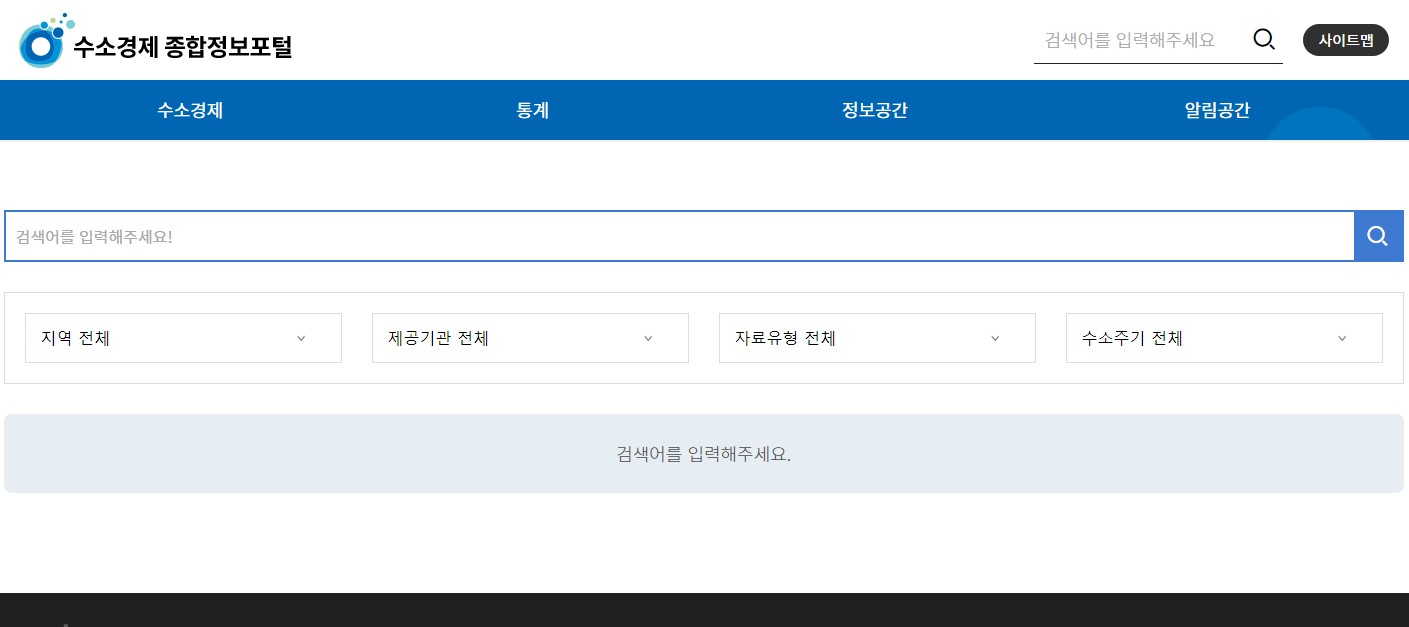 수소경제 종합정보포털
검색어를 입력해주세요
사이트맵
수소경제 통계 정보공간 알림공간
검색어를 입력해주세요!
지역 전체 제공기관 전체 자료유형 전체 수소주기 전체
검색어를 입력해주세요.